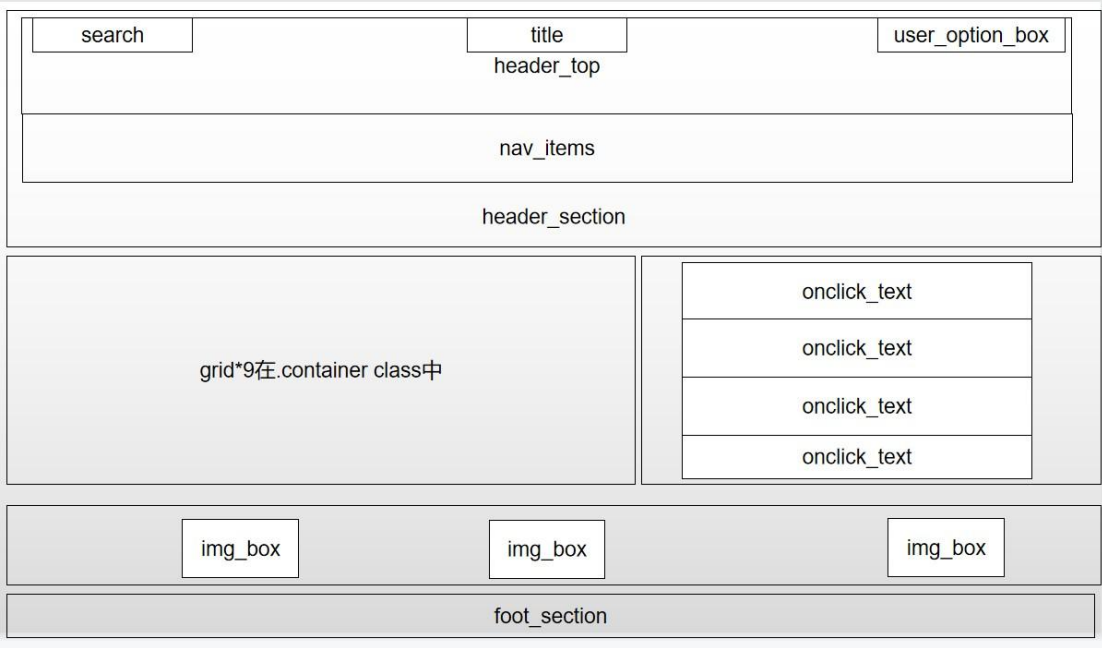 search
title
user_option_box
header_top
nav_items
header_section
grid*9在.container class中
onclick_text
onclick_text
onclick_text
onclick_text
img_box
img_box
img_box
foot_section